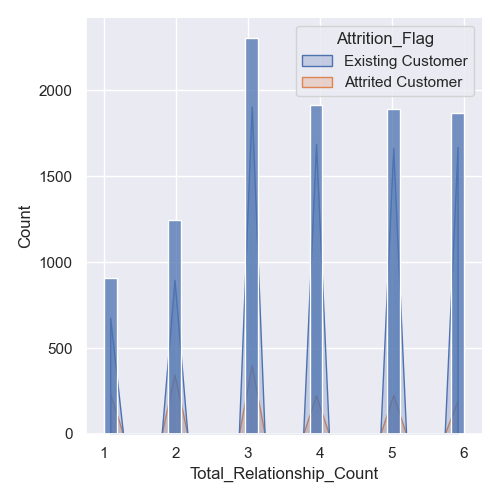 Attrition_Flag
Existing Customer
Attrited Customer
2000
1500
1000
500
0
Count
1 2 3 4 5 6
Total_Relationship_Count